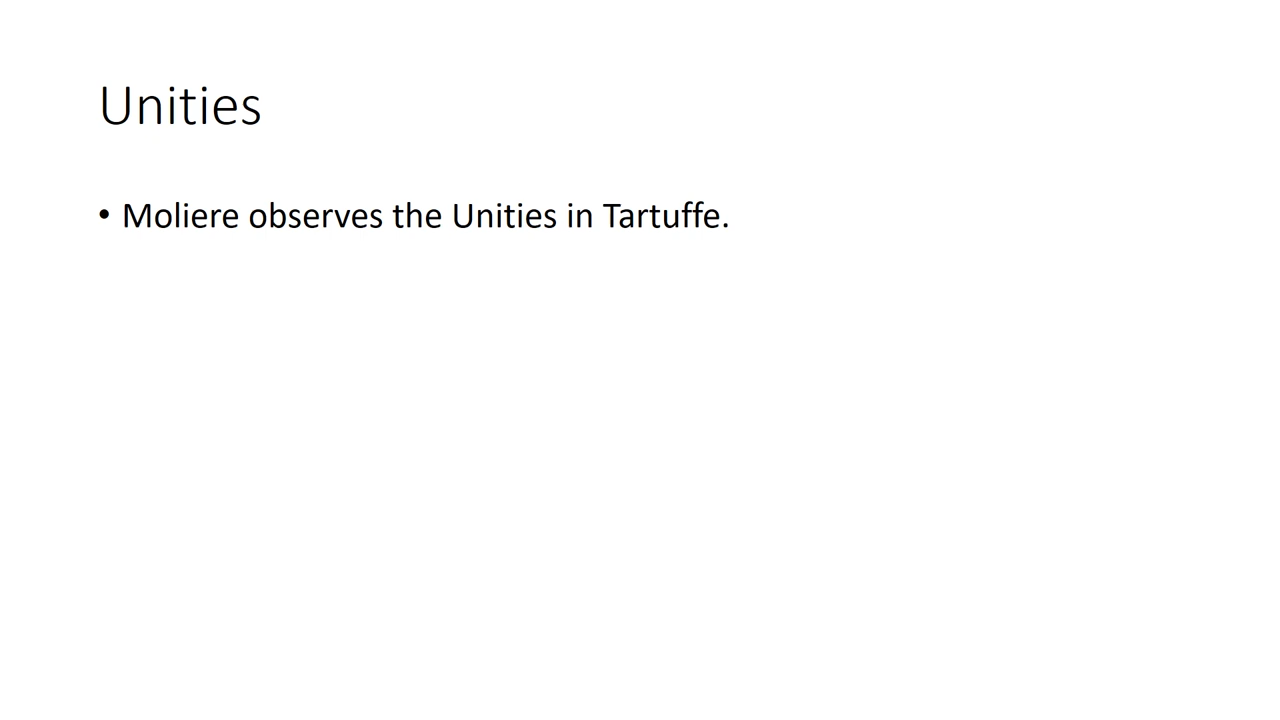 Unities
• Moliere observes the Unities in Tartuffe.